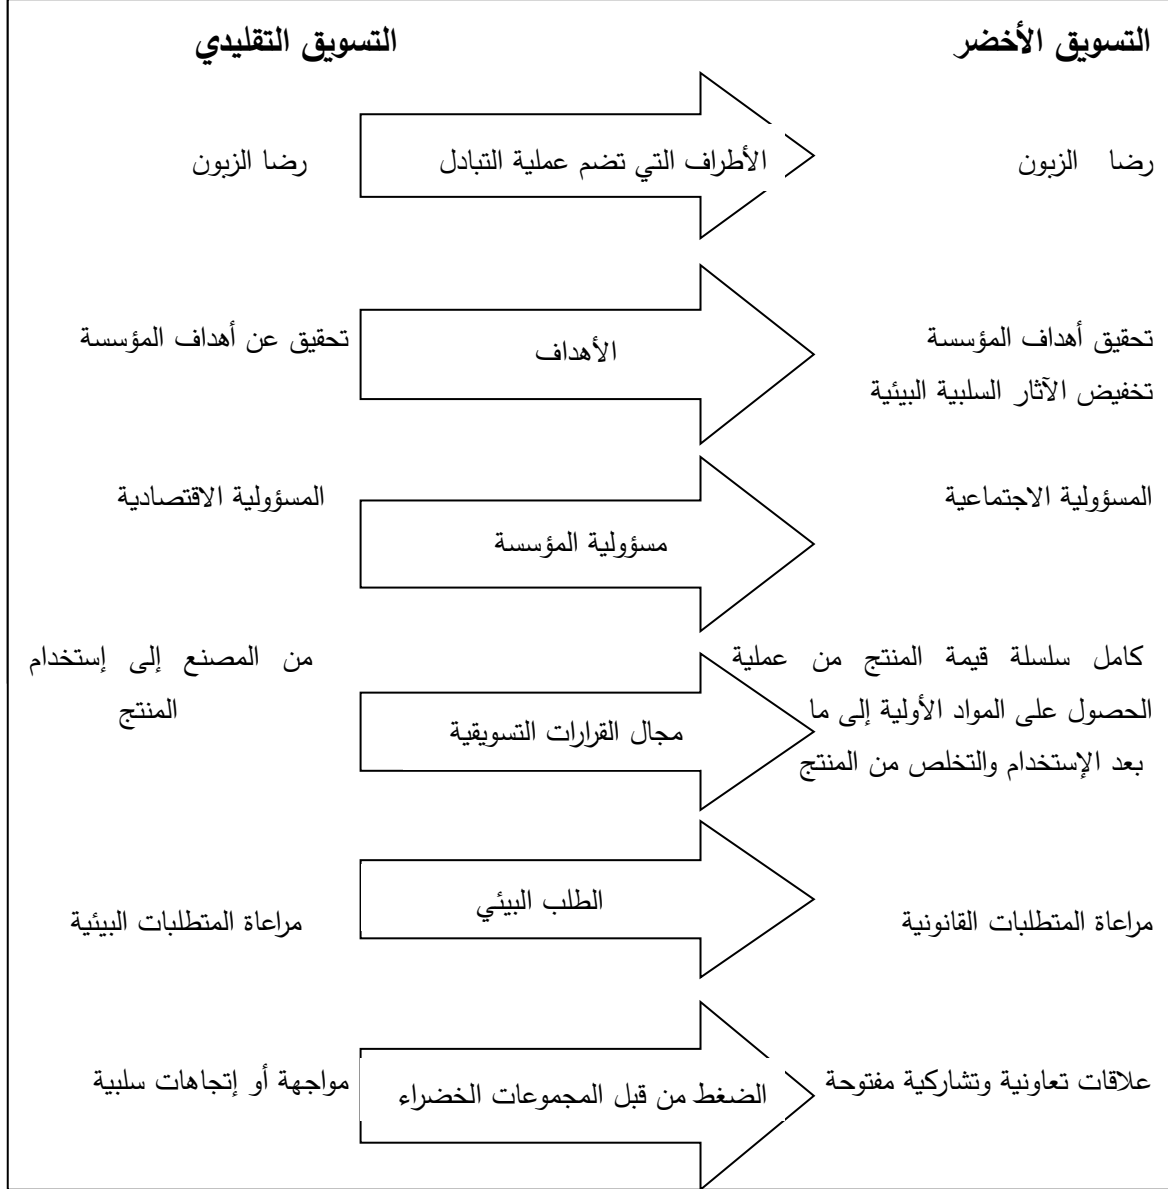 التسويق الأخضر
التسويق التقليدي
رضا الزبون
الأطراف التي تضم عملية التبادل
رضا الزبون
تحقيق أهداف المؤسسة
تخفيض الآثار السلبية البيئية
الأهداف
تحقيق عن أهداف المؤسسة
المسؤولية الاجتماعية
مسؤولية المؤسسة
المسؤولية الاقتصادية
كامل سلسلة قيمة المنتج من عملية
الحصول على المواد الأولية إلى ما
بعد الإستخدام والتخلص من المنتج
مجال القرارات التسويقية
من المصنع إلى إستخدام
المنتج
مراعاة المتطلبات القانونية
الطلب البيئي
مراعاة المتطلبات البيئية
علاقات تعاونية وتشاركية مفتوحة
الضغط من قبل المجموعات الخضراء
مواجهة أو إتجاهات سلبية